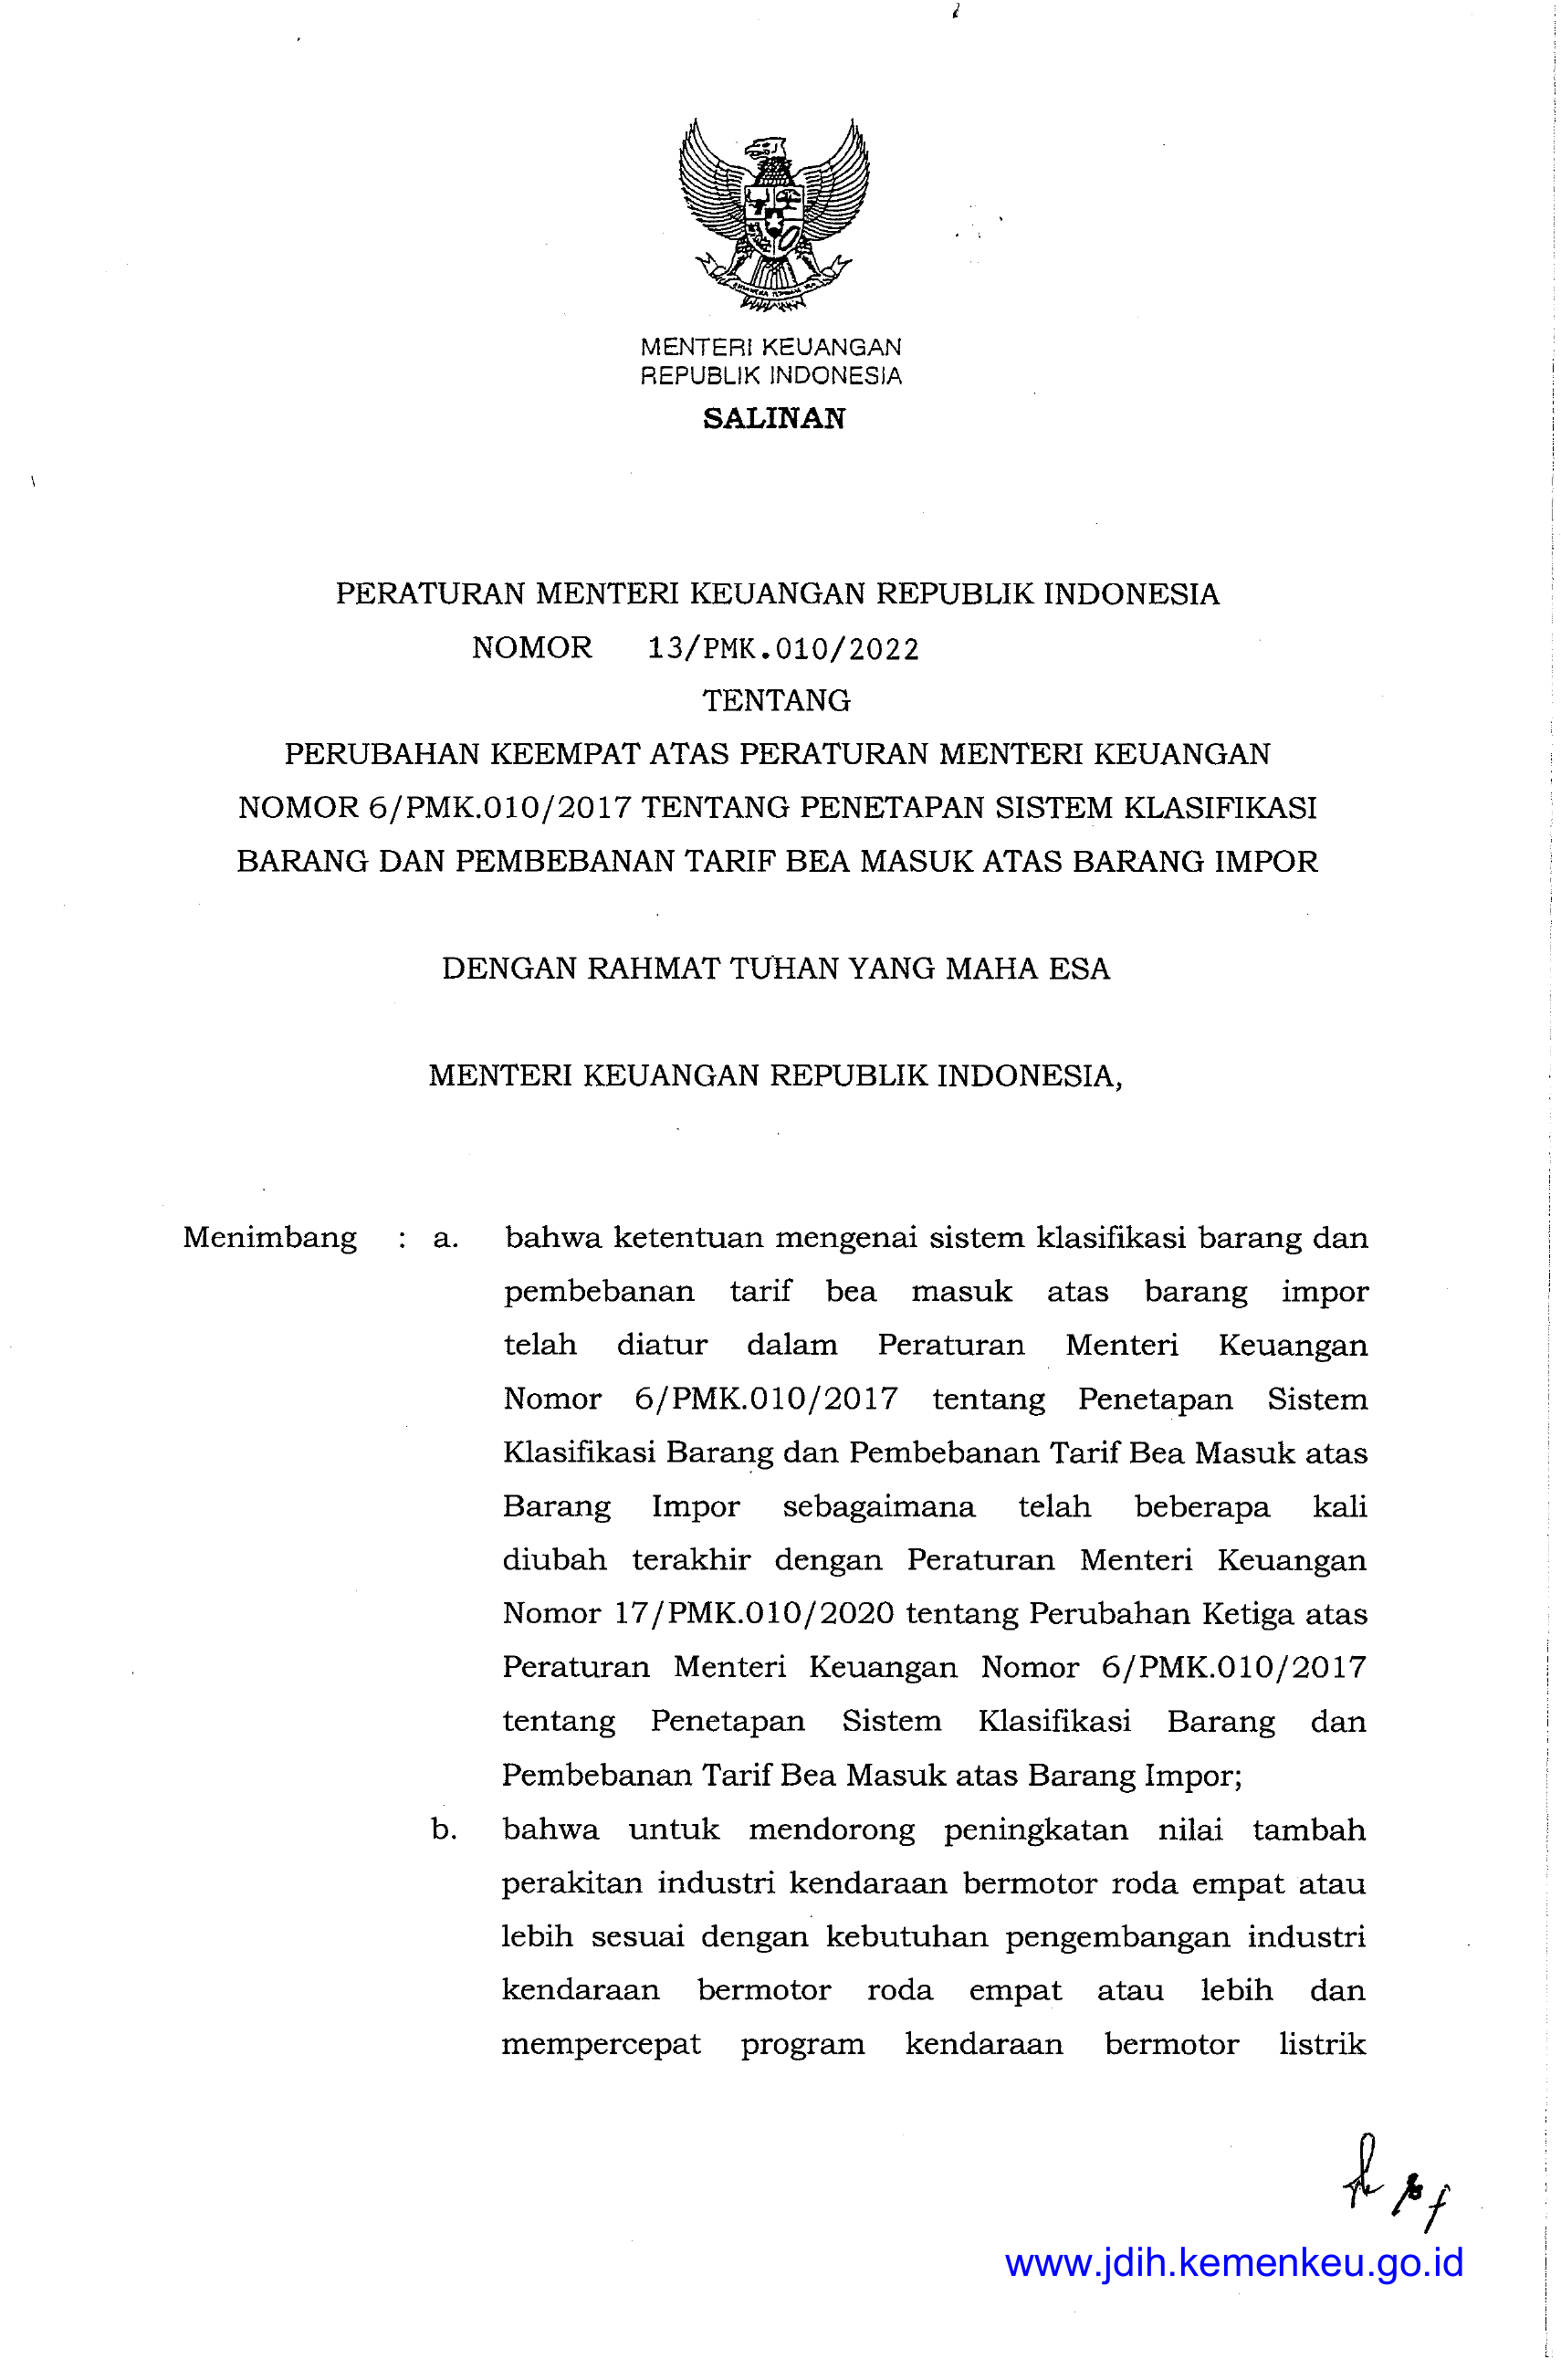 MENTERI KEUANGAN
REPUBLIK INDONESIA
SALINAN
PERATURAN MENTERI KEUANGAN REPUBLIK INDONESIA
NOMOR 13/PMK.010/2022
TENTANG
PERUBAHAN KEEMPAT ATAS PERATURAN MENTERI KEUANGAN
NOMOR 6/PMK.010/2017 TENTANG PENETAPAN SISTEM KLASIFIKASI
BARANG DAN PEMBEBANAN TARIF BEA MASUK ATAS BARANG IMPOR
DENGAN RAHMAT TUHAN YANG MAHA ESA
MENTERI KEUANGAN REPUBLIK INDONESIA,
Menimbang : a. bahwa ketentuan mengenai sistem klasifikasi barang dan
pembebanan tarif bea masuk atas barang impor
telah diatur dalam Peraturan Menteri Keuangan
Nomor 6/PMK.010/2017 tentang Penetapan Sistem
Klasifikasi Barang dan Pembebanan Tarif Bea Masuk atas
Barang Impor sebagaimana telah beberapa kali
diubah terakhir dengan Peraturan Menteri Keuangan
Nomor 17/PMK.010/2020 tentang Perubahan Ketiga atas
Peraturan Menteri Keuangan Nomor 6/PMK.010/2017
tentang Penetapan Sistem Klasifikasi Barang dan
Pembebanan Tarif Bea Masuk atas Barang Impor;
b. bahwa untuk mendorong peningkatan nilai tambah
perakitan industri kendaraan bermotor roda empat atau
lebih sesuai dengan kebutuhan pengembangan industri
kendaraan bermotor roda empat atau lebih dan
mempercepat program kendaraan bermotor listrik
www.jdih.kemenkeu.go.id